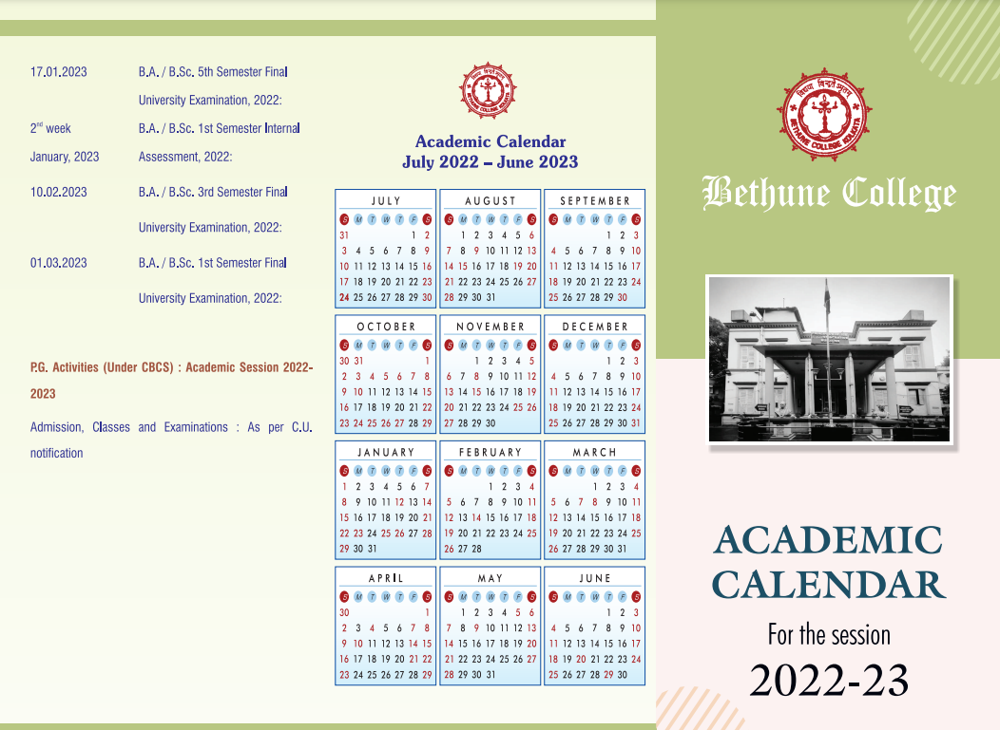 17.01.2023 B.A. / B.Sc. 5th Semester Final
University Examination, 2022:
2nd week B.A. / B.Sc. 1st Semester Internal
January, 2023 Assessment, 2022:
10.02.2023 B.A. / B.Sc. 3rd Semester Final
University Examination, 2022:
01.03.2023 B.A. / B.Sc. 1st Semester Final
University Examination, 2022:
P.G. Activities (Under CBCS) : Academic Session 2022-
2023
Admission, Classes and Examinations : As per C.U.
notification
Academic Calendar
July 2022 – June 2023
JULY
S M T W T F S
31 1 2
3 4 5 6 7 8 9
10 11 12 13 14 15 16
17 18 19 20 21 22 23
24 25 26 27 28 29 30
AUGUST
S M T W T F S
1 2 3 4 5 6
7 8 9 10 11 12 13
14 15 16 17 18 19 20
21 22 23 24 25 26 27
28 29 30 31
SEPTEMBER
S M T W T F S
1 2 3
4 5 6 7 8 9 10
11 12 13 14 15 16 17
18 19 20 21 22 23 24
25 26 27 28 29 30
OCTOBER
S M T W T F S
30 31 1
2 3 4 5 6 7 8
9 10 11 12 13 14 15
16 17 18 19 20 21 22
23 24 25 26 27 28 29
NOVEMBER
S M T W T F S
1 2 3 4 5
6 7 8 9 10 11 12
13 14 15 16 17 18 19
20 21 22 23 24 25 26
27 28 29 30
DECEMBER
S M T W T F S
1 2 3
4 5 6 7 8 9 10
11 12 13 14 15 16 17
18 19 20 21 22 23 24
25 26 27 28 29 30 31
JANUARY
S M T W T F S
1 2 3 4 5 6 7
8 9 10 11 12 13 14
15 16 17 18 19 20 21
22 23 24 25 26 27 28
29 30 31
FEBRUARY
S M T W T F S
1 2 3 4
5 6 7 8 9 10 11
12 13 14 15 16 17 18
19 20 21 22 23 24 25
26 27 28
MARCH
S M T W T F S
1 2 3 4
5 6 7 8 9 10 11
12 13 14 15 16 17 18
19 20 21 22 23 24 25
26 27 28 29 30 31
APRIL
S M T W T F S
30 1
2 3 4 5 6 7 8
9 10 11 12 13 14 15
16 17 18 19 20 21 22
23 24 25 26 27 28 29
MAY
S M T W T F S
1 2 3 4 5 6
7 8 9 10 11 12 13
14 15 16 17 18 19 20
21 22 23 24 25 26 27
28 29 30 31
JUNE
S M T W T F S
1 2 3
4 5 6 7 8 9 10
11 12 13 14 15 16 17
18 19 20 21 22 23 24
25 26 27 28 29 30
BETHUNE COLLEGE KOLKATA
Bethune College
ACADEMIC
CALENDAR
For the session
2022-23